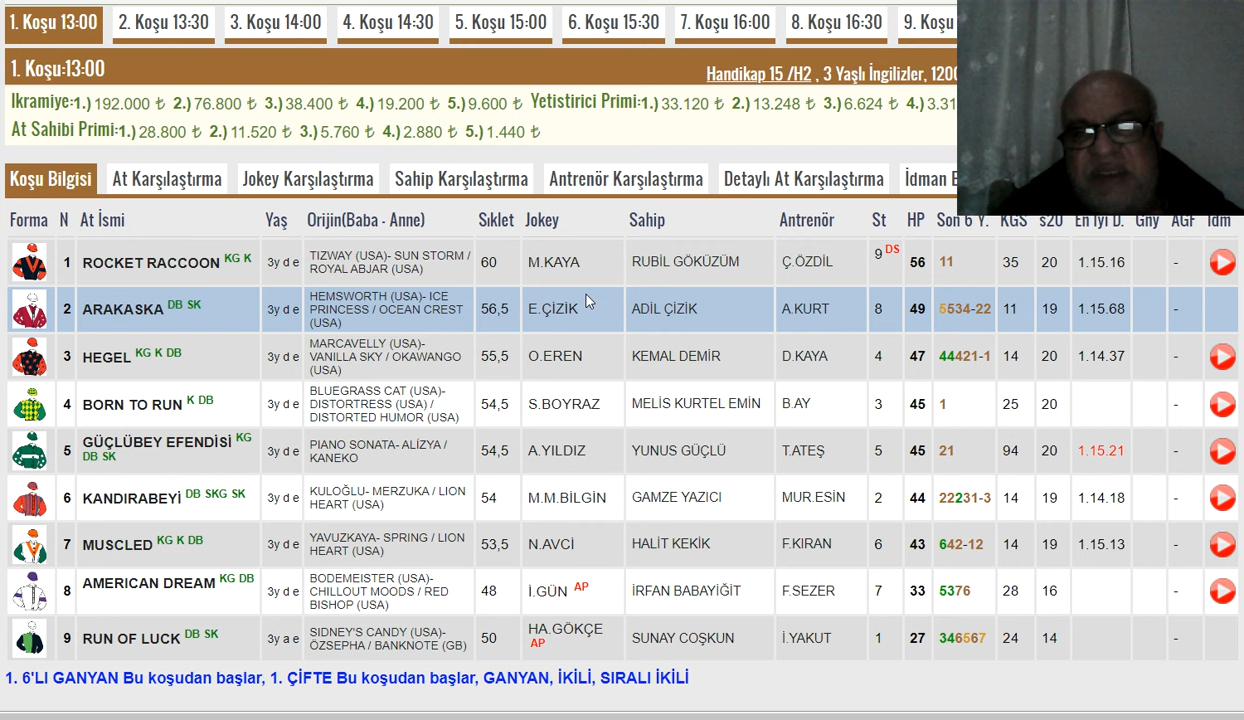 1. Koşu 13:00 2. Koşu 13:30 3. Koşu 14:00 4. Koşu 14:30 5. Koşu 15:00 6. Koşu 15:30 7. Koşu 16:00 8. Koşu 16:30 9. Koşu
1. Koşu:13:00
Handikap 15 /H2 , 3 Yaşlı İngilizler, 1200
Ikramiye:1.) 192.000 ₺ 2.) 76.800 ₺ 3.) 38.400 ₺ 4.) 19.200 ₺ 5.) 9.600 ₺ Yetistirici Primi:1.) 33.120 ₺ 2.) 13.248 ₺ 3.) 6.624 ₺ 4.) 3.31
At Sahibi Primi:1.) 28.800 ₺ 2.) 11.520 ₺ 3.) 5.760 ₺ 4.) 2.880 ₺ 5.) 1.440 ₺
Koşu Bilgisi At Karşılaştırma Jokey Karşılaştırma Sahip Karşılaştırma Antrenör Karşılaştırma Detaylı At Karşılaştırma İdman
Forma N At İsmi Yaş Orijin(Baba - Anne) Sıklet Jokey Sahip Antrenör St HP Son 6 Y. KGS s20 En İyi D. Gny AGF Idm
1 ROCKET RACCOON KG K 3y d e TIZWAY (USA)- SUN STORM / ROYAL ABJAR (USA) 60 M.KAYA RUBİL GÖKÜZÜM Ç.ÖZDİL 9 DS 56 11 35 20 1.15.16 -
2 ARAKASKA DB SK 3y d e HEMSWORTH (USA)- ICE PRINCESS / OCEAN CREST (USA) 56,5 E.ÇİZİK ADİL ÇİZİK A.KURT 8 49 5534-22 11 19 1.15.68 -
3 HEGEL KG K DB 3y d e MARCAVELLY (USA)- VANILLA SKY / OKAWANGO (USA) 55,5 O.EREN KEMAL DEMİR D.KAYA 4 47 44421-1 14 20 1.14.37 -
4 BORN TO RUN K DB 3y d e BLUEGRASS CAT (USA)- DISTORTRESS (USA) / DISTORTED HUMOR (USA) 54,5 S.BOYRAZ MELİS KURTEL EMİN B.AY 3 45 1 25 20 -
5 GÜÇLÜBEY EFENDİSİ KG DB SK 3y d e PIANO SONATA- ALİZYA / KANEKO 54,5 A.YILDIZ YUNUS GÜÇLÜ T.ATEŞ 5 45 21 94 20 1.15.21 -
6 KANDIRABEYİ DB SKG SK 3y d e KULOĞLU- MERZUKA / LION HEART (USA) 54 M.M.BİLGİN GAMZE YAZICI MUR.ESİN 2 44 22231-3 14 19 1.14.18 -
7 MUSCLED KG K DB 3y d e YAVUZKAYA- SPRING / LION HEART (USA) 53,5 N.AVCİ HALİT KEKİK F.KIRAN 6 43 642-12 14 19 1.15.13 -
8 AMERICAN DREAM KG DB 3y d e BODEMEISTER (USA)- CHILLOUT MOODS / RED BISHOP (USA) 48 İ.GÜN AP İRFAN BABAYİĞİT F.SEZER 7 33 5376 28 16 -
9 RUN OF LUCK DB SK 3y a e SIDNEY'S CANDY (USA)- ÖZSEPHA / BANKNOTE (GB) 50 HA.GÖKÇE AP SUNAY COŞKUN İ.YAKUT 1 27 346567 24 14 -
1. 6'LI GANYAN Bu koşudan başlar, 1. ÇİFTE Bu koşudan başlar, GANYAN, İKİLİ, SIRALI İKİLİ